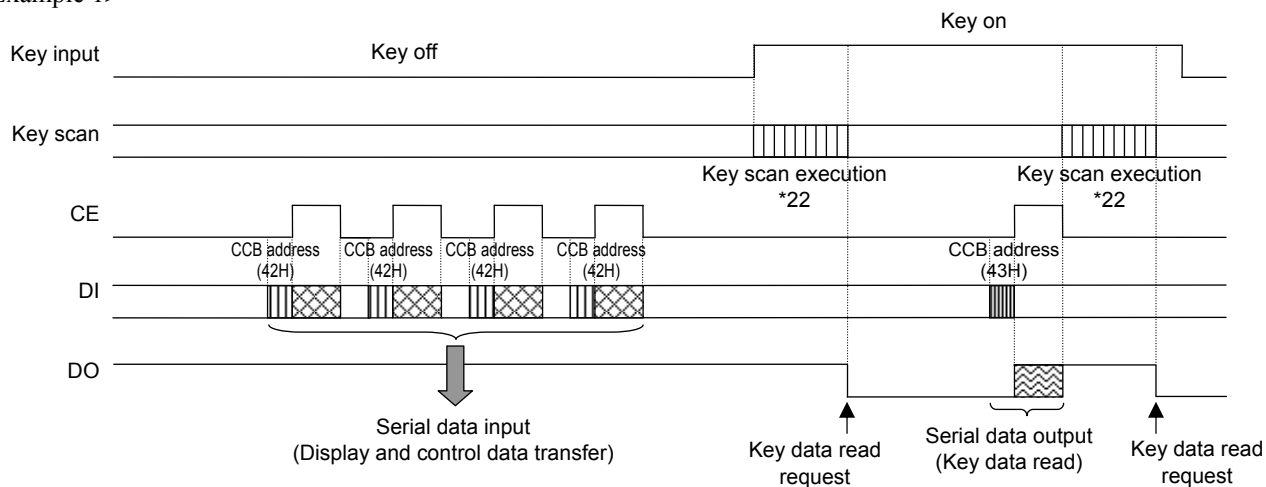 Key on
Key input
Key off
Key scan
Key scan execution
*22
Key scan execution
*22
CE
CCB address
(42H)
CCB address
(42H)
CCB address
(42H)
CCB address
(42H)
CCB address
(43H)
DI
DO
Serial data input
(Display and control data transfer)
Key data read
request
Serial data output
(Key data read)
Key data read
request